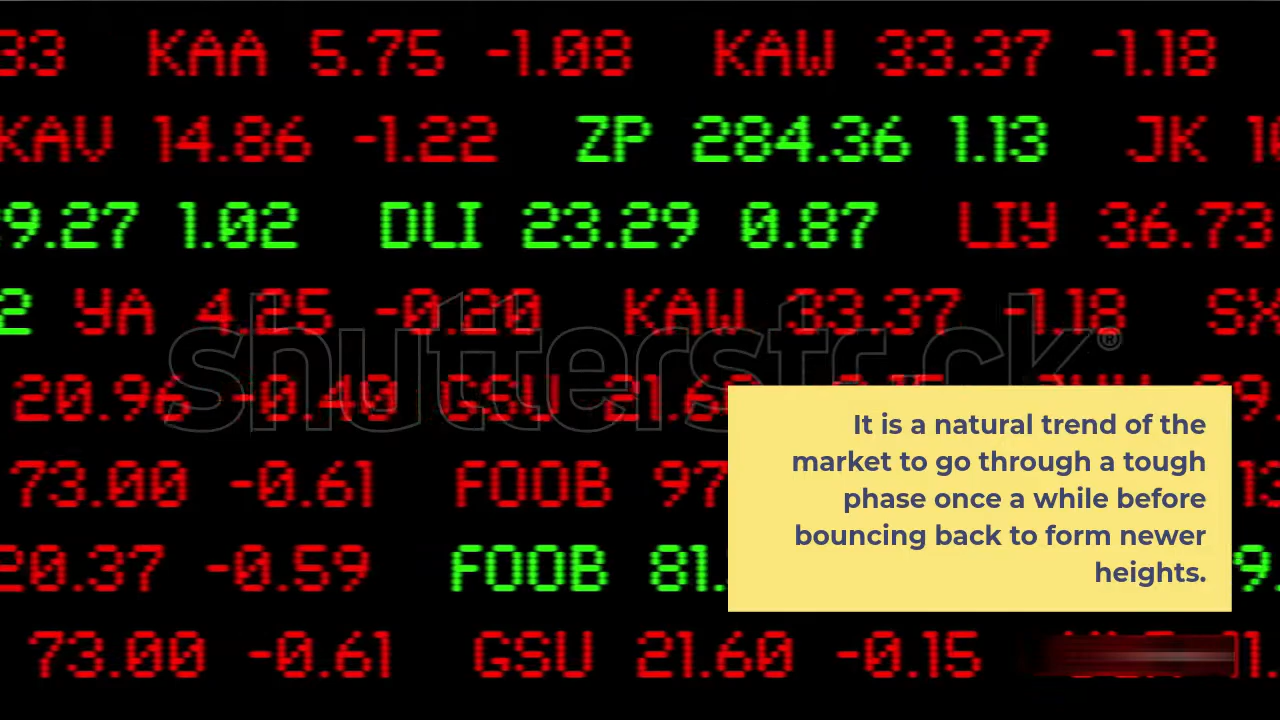 33 KAA 5.75 -1.08 KAW 33.37 -1.18
KAV 14.86 -1.22 ZP 284.36 1.13 JK
9.27 1.02 DLI 23.29 0.87 LIY 36.73
2 YA 4.25 -0.20 KAW 33.37 -1.18
shutterstock®
20.96 -0.40 GSU
73.00 -0.61 FOOB 97
20.37 -0.59 FOOB 81.
73.00 -0.61 GSU 21.60 -0.15
It is a natural trend of the
market to go through a tough
phase once a while before
bouncing back to form newer
heights.